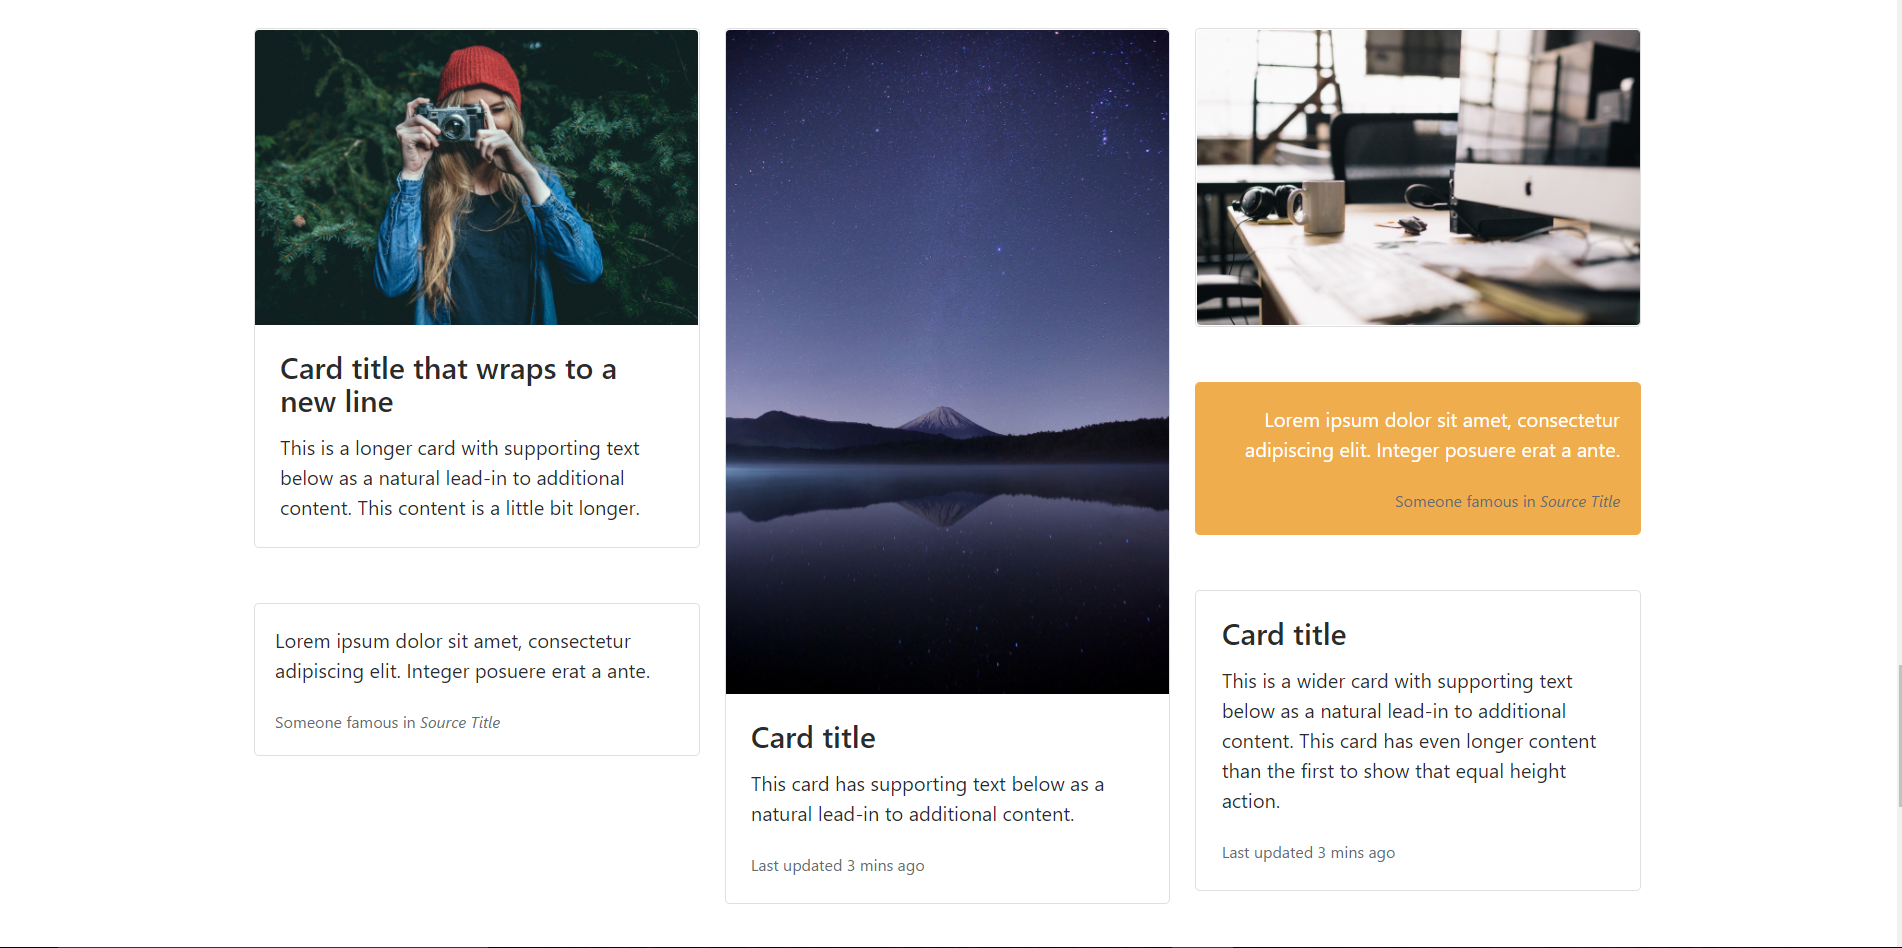 Card title that wraps to a
new line
This is a longer card with supporting text
below as a natural lead-in to additional
content. This content is a little bit longer.
Lorem ipsum dolor sit amet, consectetur
adipiscing elit. Integer posuere erat a ante.
Someone famous in Source Title
Card title
This card has supporting text below as a
natural lead-in to additional content.
Last updated 3 mins ago
Lorem ipsum dolor sit amet, consectetur
adipiscing elit. Integer posuere erat a ante.
Someone famous in Source Title
Card title
This is a wider card with supporting text
below as a natural lead-in to additional
content. This card has even longer content
than the first to show that equal height
action.
Last updated 3 mins ago